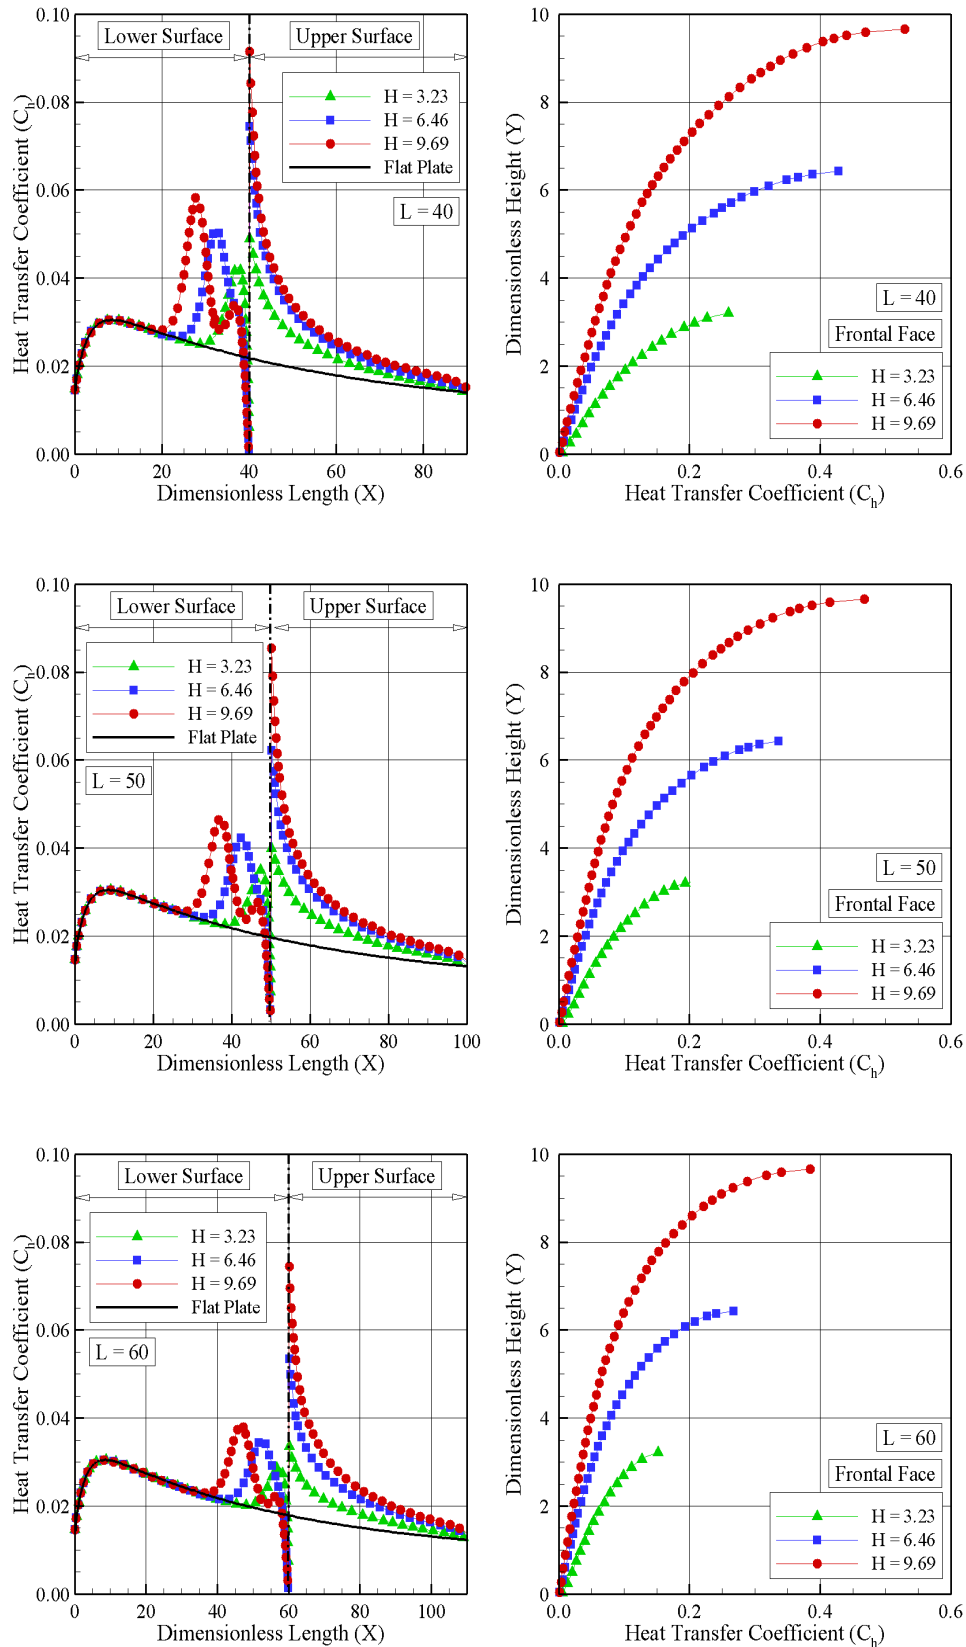 0.10
Lower Surface
Upper Surface
0.08
H = 3.23
H = 6.46
H = 9.69
Flat Plate
0.06
L = 40
0.04
0.02
0.00
0
20
40
60
80
Dimensionless Length (X)
Heat Transfer Coefficient (Cₕ)
10
8
6
4
2
0
L = 40
Frontal Face
H = 3.23
H = 6.46
H = 9.69
0.0
0.2
0.4
0.6
Heat Transfer Coefficient (Cₕ)
Dimensionless Height (Y)
0.10
Lower Surface
Upper Surface
H = 3.23
0.08
H = 6.46
H = 9.69
Flat Plate
L = 50
0.06
0.04
0.02
0.00
0
20
40
60
80
100
Dimensionless Length (X)
Heat Transfer Coefficient (Cₕ)
10
8
6
4
2
0
L = 50
Frontal Face
H = 3.23
H = 6.46
H = 9.69
0.0
0.2
0.4
0.6
Heat Transfer Coefficient (Cₕ)
Dimensionless Height (Y)
0.10
Lower Surface
Upper Surface
H = 3.23
0.08
H = 6.46
H = 9.69
Flat Plate
L = 60
0.06
0.04
0.02
0.00
0
20
40
60
80
100
Dimensionless Length (X)
Heat Transfer Coefficient (Cₕ)
10
8
6
4
2
0
L = 60
Frontal Face
H = 3.23
H = 6.46
H = 9.69
0.0
0.2
0.4
0.6
Heat Transfer Coefficient (Cₕ)
Dimensionless Height (Y)